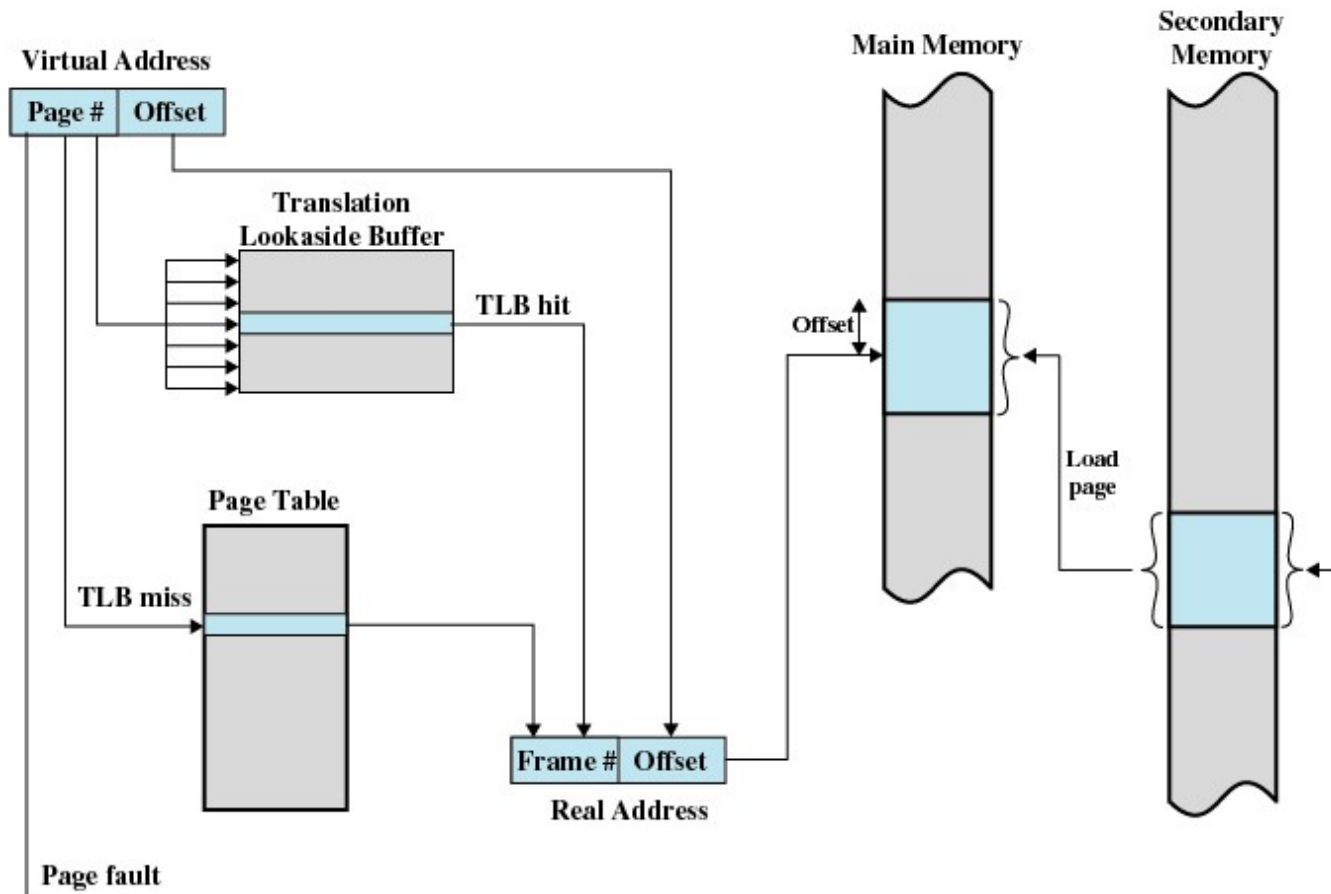 Secondary
Memory
Main Memory
Virtual Address
Page #
Offset
Translation
Lookaside Buffer
TLB hit
Offset
Load
page
Page Table
TLB miss
Frame #
Offset
Real Address
Page fault